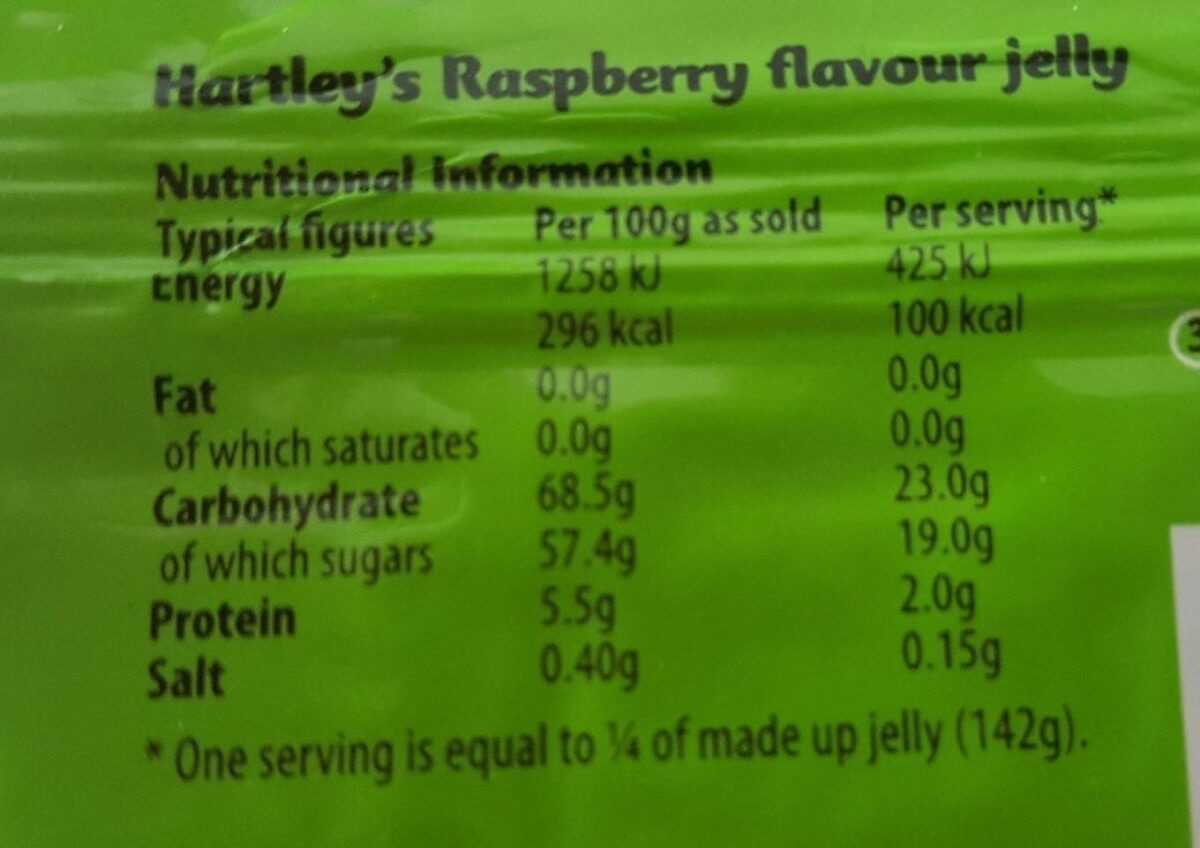 Hartley's Raspberry flavour jelly
Nutritional Information
Typical figures Per 100g as sold Per serving*
Energy 1258 kJ 425 kJ
296 kcal 100 kcal
Fat 0.0g 0.0g
of which saturates 0.0g 0.0g
Carbohydrate 68.5g 23.0g
of which sugars 57.4g 19.0g
Protein 5.5g 2.0g
Salt 0.40g 0.15g
* One serving is equal to ¼ of made up jelly (142g).